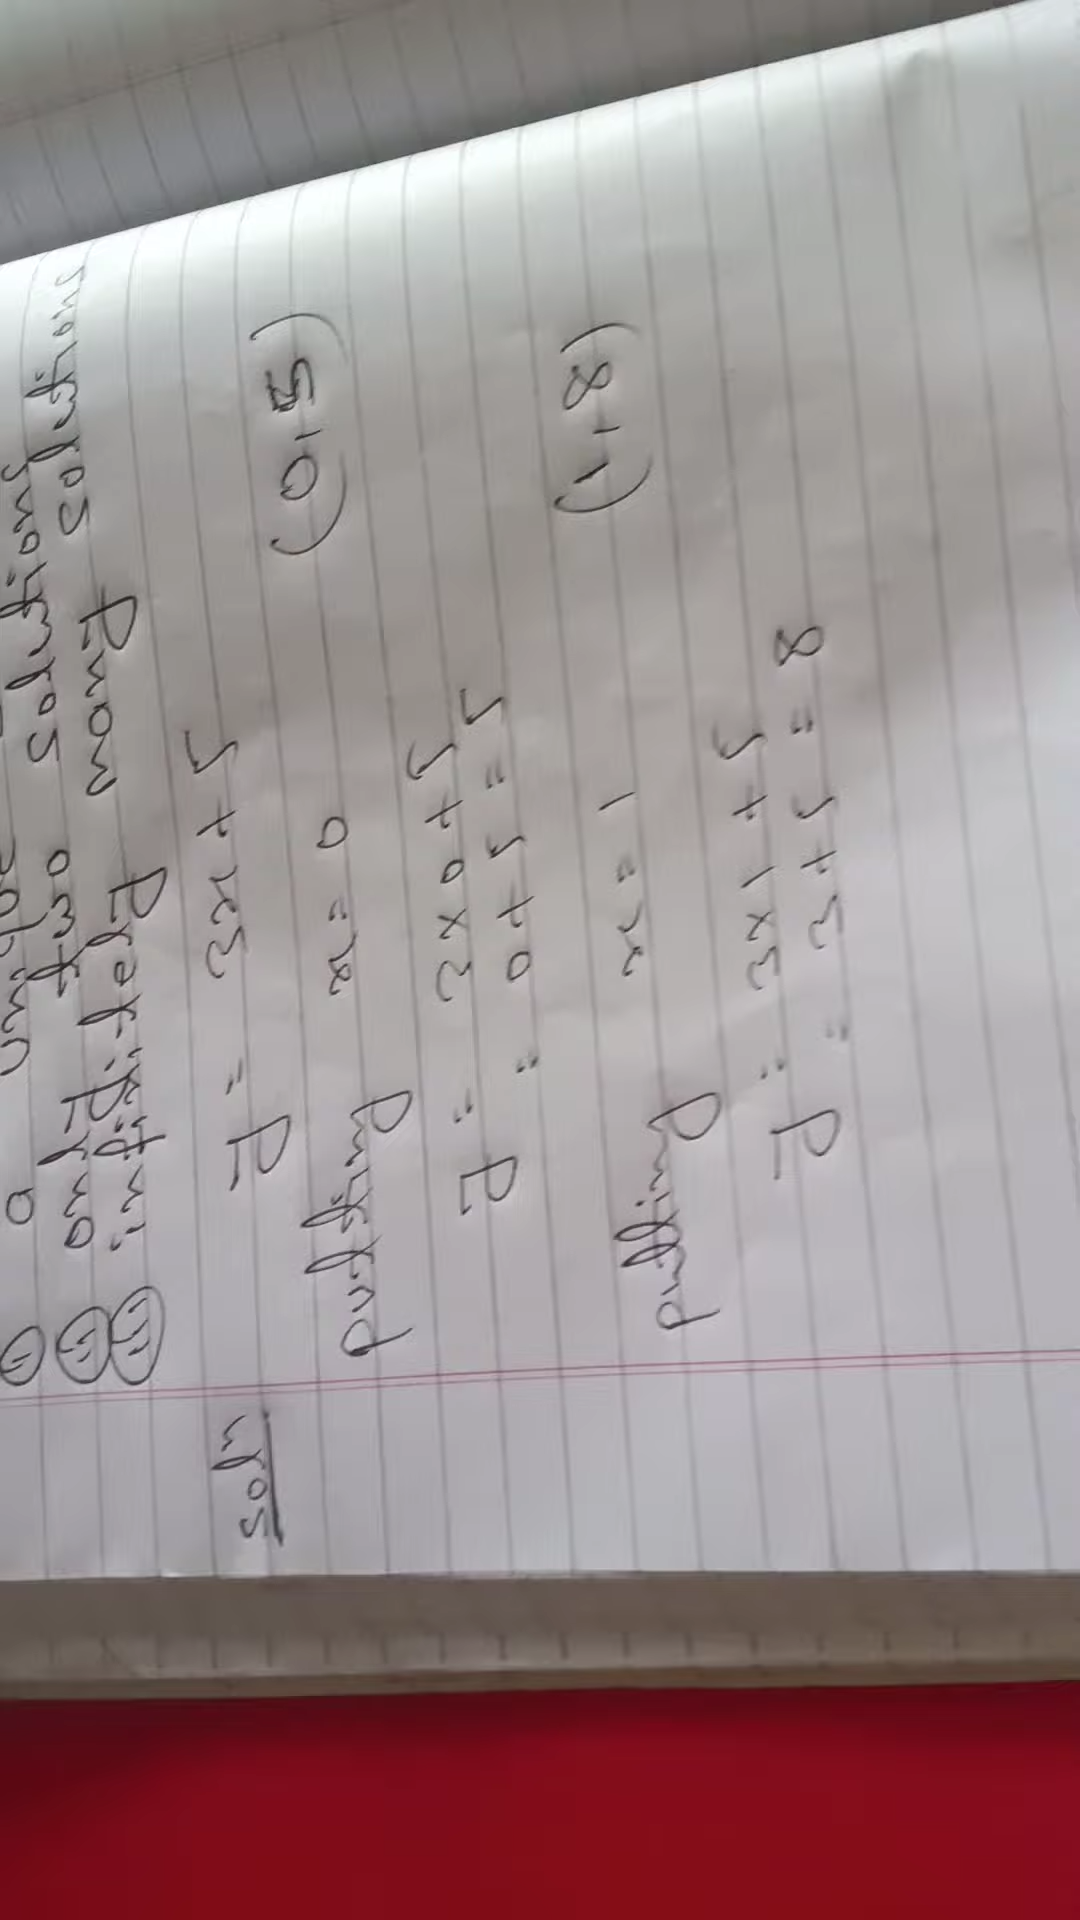 (i) a unique solutions
(ii) only two solutions
(iii) infinitely many solutions
Soln y = 3x + 5
putting x = 0 (0,5)
y = 3 x 0 + 5
= 0 + 5 = 5
putting x = 1 (1,8)
y = 3 x 1 + 5
= 3 + 5 = 8